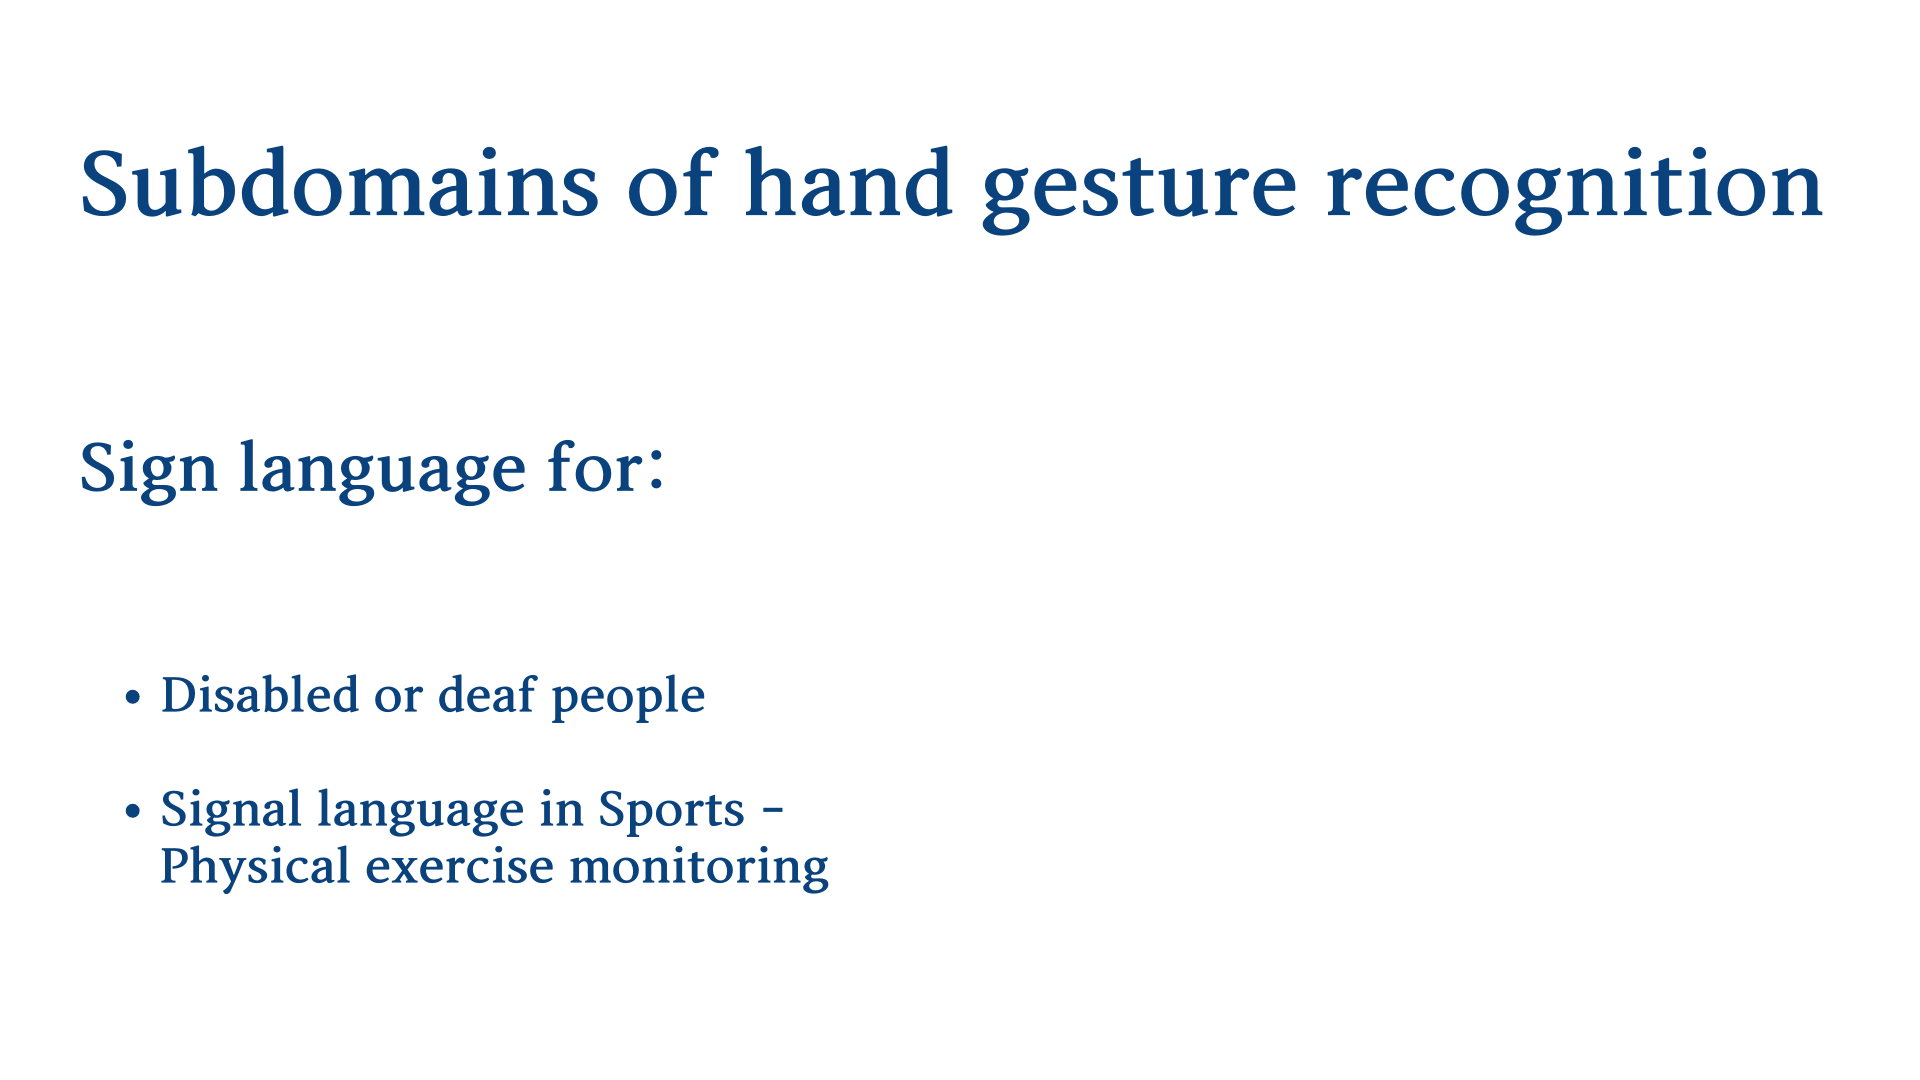 Subdomains of hand gesture recognition
Sign language for:
• Disabled or deaf people
• Signal language in Sports –
Physical exercise monitoring